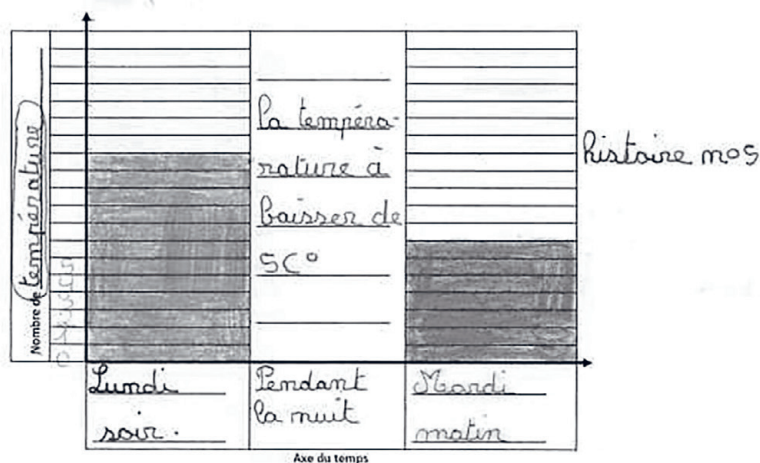 Nombre de température
la tempéra-
rature à
baisser de
5C°
histoire n°5
Lundi
soir.
Pendant
la nuit
Mardi
matin
Axe du temps